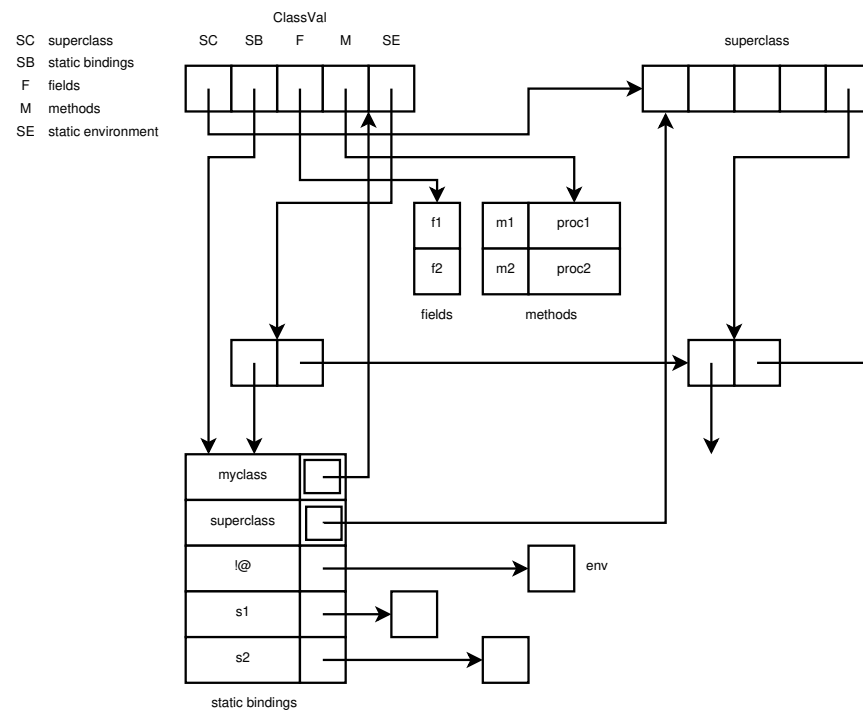 ClassVal
SC superclass
SC SB F M SE
superclass
SB static bindings
F fields
M methods
SE static environment
f1 m1 proc1
f2 m2 proc2
fields methods
myclass
superclass
!@ env
s1
s2
static bindings